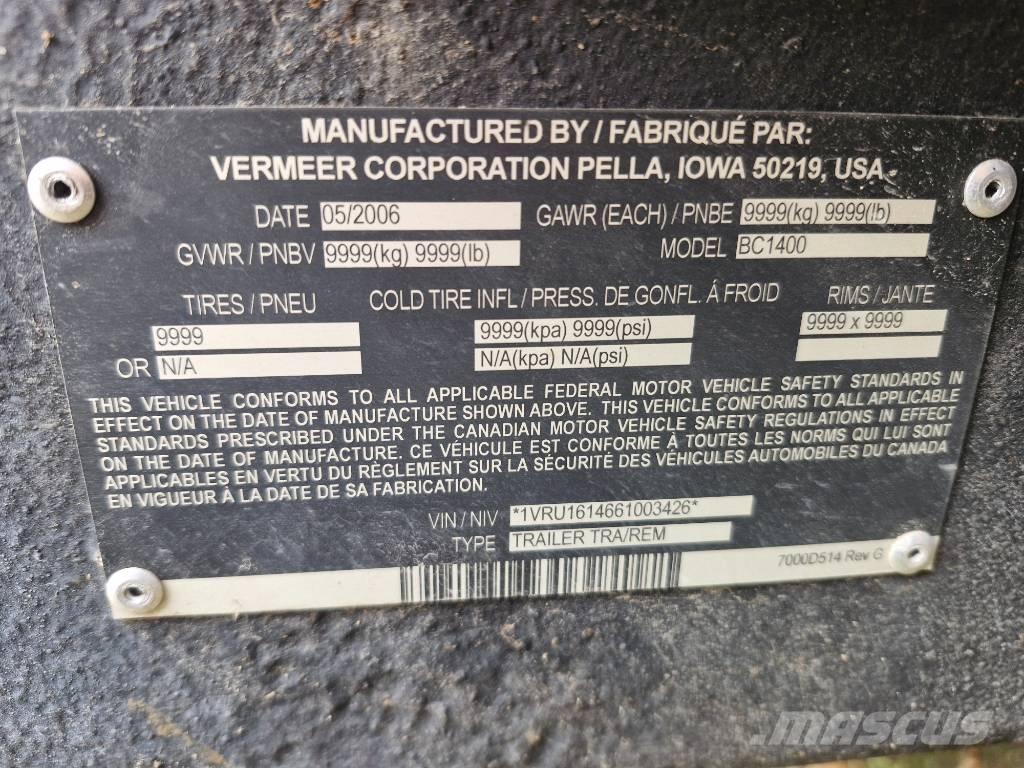 MANUFACTURED BY / FABRIQUÉ PAR:
VERMEER CORPORATION PELLA, IOWA 50219, USA.
DATE 05/2006 GAWR (EACH) / PNBE 9999(kg) 9999(lb)
GVWR / PNBV 9999(kg) 9999(lb) MODEL BC1400
TIRES / PNEU COLD TIRE INFL / PRESS. DE GONFL. Á FROID RIMS / JANTE
9999 9999(kpa) 9999(psi) 9999 x 9999
OR N/A N/A(kpa) N/A(psi)
THIS VEHICLE CONFORMS TO ALL APPLICABLE FEDERAL MOTOR VEHICLE SAFETY STANDARDS IN
EFFECT ON THE DATE OF MANUFACTURE SHOWN ABOVE. THIS VEHICLE CONFORMS TO ALL APPLICABLE
STANDARDS PRESCRIBED UNDER THE CANADIAN MOTOR VEHICLE SAFETY REGULATIONS IN EFFECT
ON THE DATE OF MANUFACTURE. CE VÉHICULE EST CONFORME À TOUTES LES NORMS QUI LUI SONT
APPLICABLES EN VERTU DU RÈGLEMENT SUR LA SÉCURITÉ DES VÉHICULES AUTOMOBILES DU CANADA
EN VIGUEUR À LA DATE DE SA FABRICATION.
VIN / NIV *1VRU1614661003426*
TYPE TRAILER TRA/REM
7000D514 Rev G
MASCUS